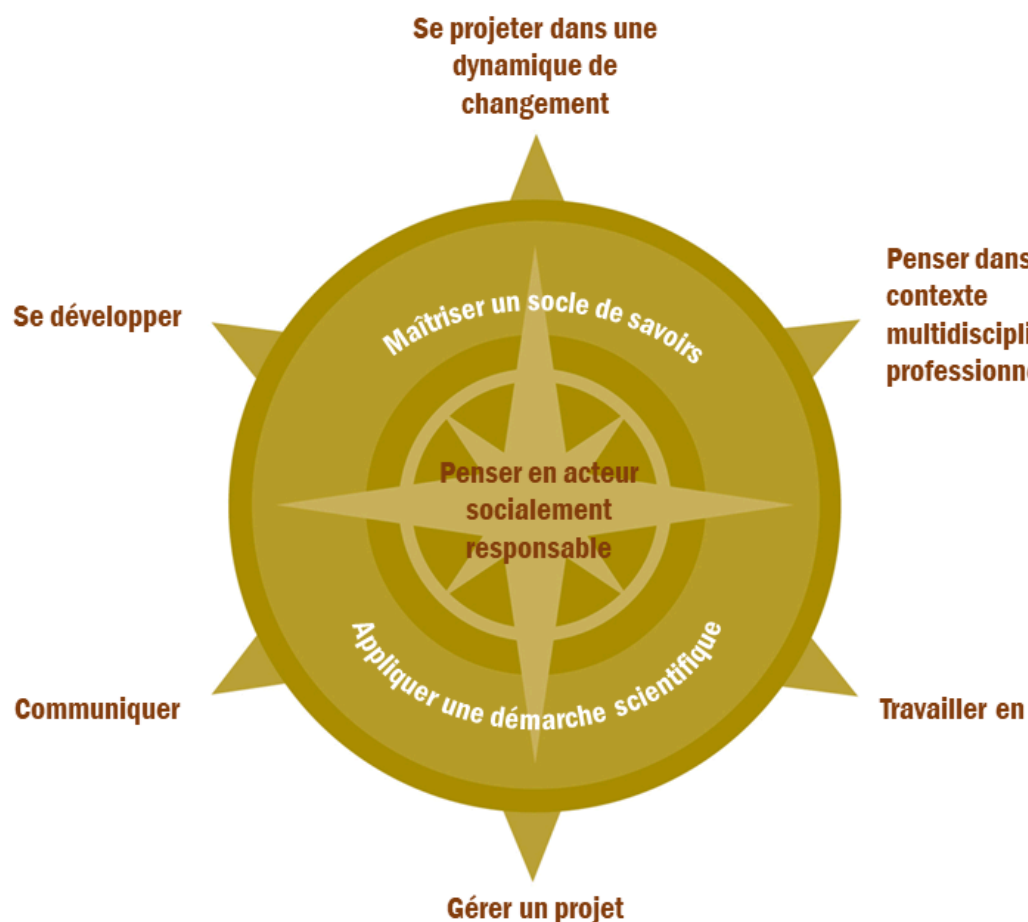 Se projeter dans une
dynamique de
changement
Penser dans
contexte
Se développer
Maîtriser un socle de savoirs
Penser en acteur
socialement
responsable
Appliquer une démarche scientifique
Communiquer
Travailler en
Gérer un projet